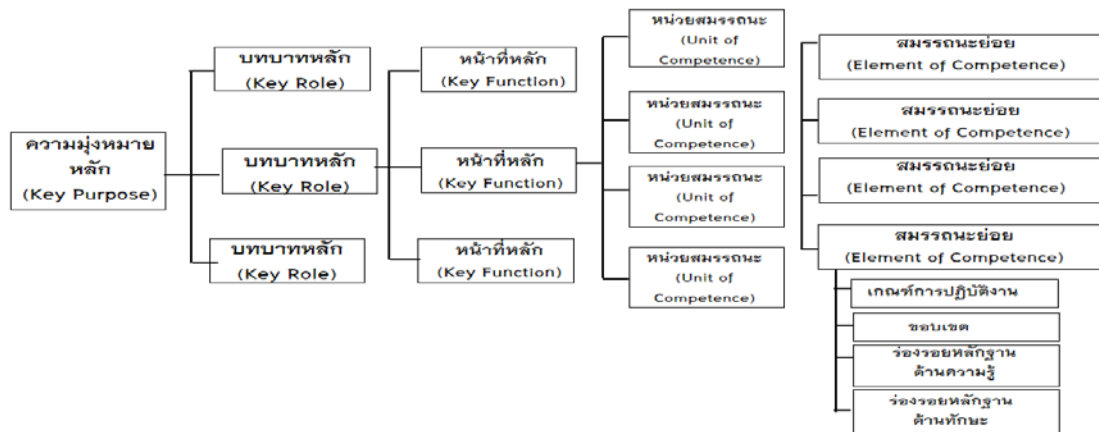 ความมุ่งหมาย
หลัก
(Key Purpose)
บทบาทหลัก
(Key Role)
บทบาทหลัก
(Key Role)
บทบาทหลัก
(Key Role)
หน้าที่หลัก
(Key Function)
หน้าที่หลัก
(Key Function)
หน้าที่หลัก
(Key Function)
หน่วยสมรรถนะ
(Unit of
Competence)
หน่วยสมรรถนะ
(Unit of
Competence)
หน่วยสมรรถนะ
(Unit of
Competence)
หน่วยสมรรถนะ
(Unit of
Competence)
สมรรถนะย่อย
(Element of Competence)
สมรรถนะย่อย
(Element of Competence)
สมรรถนะย่อย
(Element of Competence)
สมรรถนะย่อย
(Element of Competence)
เกณฑ์การปฏิบัติงาน
ขอบเขต
ร่องรอยหลักฐาน
ด้านความรู้
ร่องรอยหลักฐาน
ด้านทักษะ